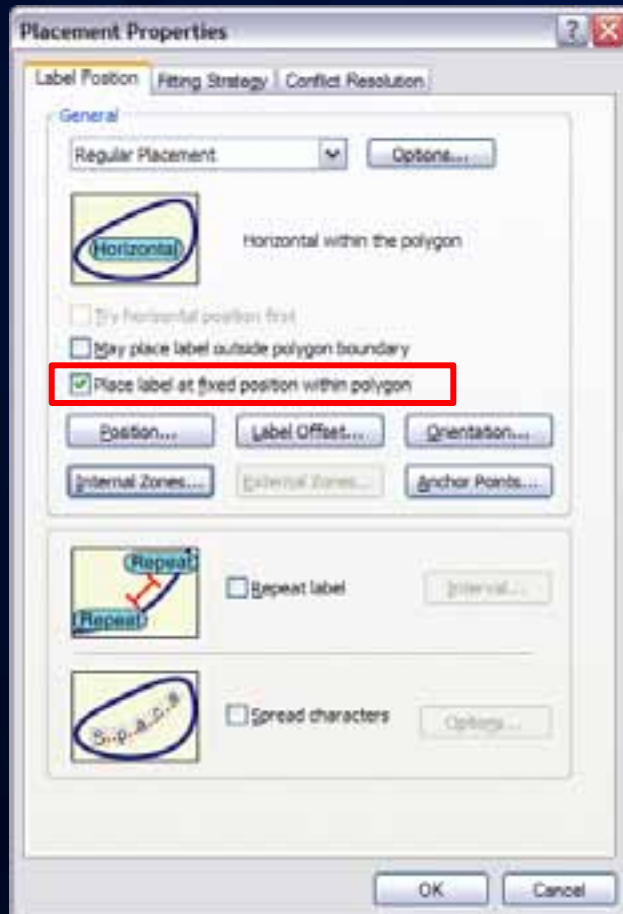 Placement Properties
Label Position Fitting Strategy Conflict Resolution
General
Regular Placement Options...
Horizontal
Horizontal within the polygon
Try horizontal position first
May place label outside polygon boundary
Place label at fixed position within polygon
Position... Label Offset... Orientation...
Internal Zones... External Zones... Anchor Points...
Repeat
Repeat label Interval...
Repeat
Spread characters Options...
S..p..a..c..e
OK Cancel